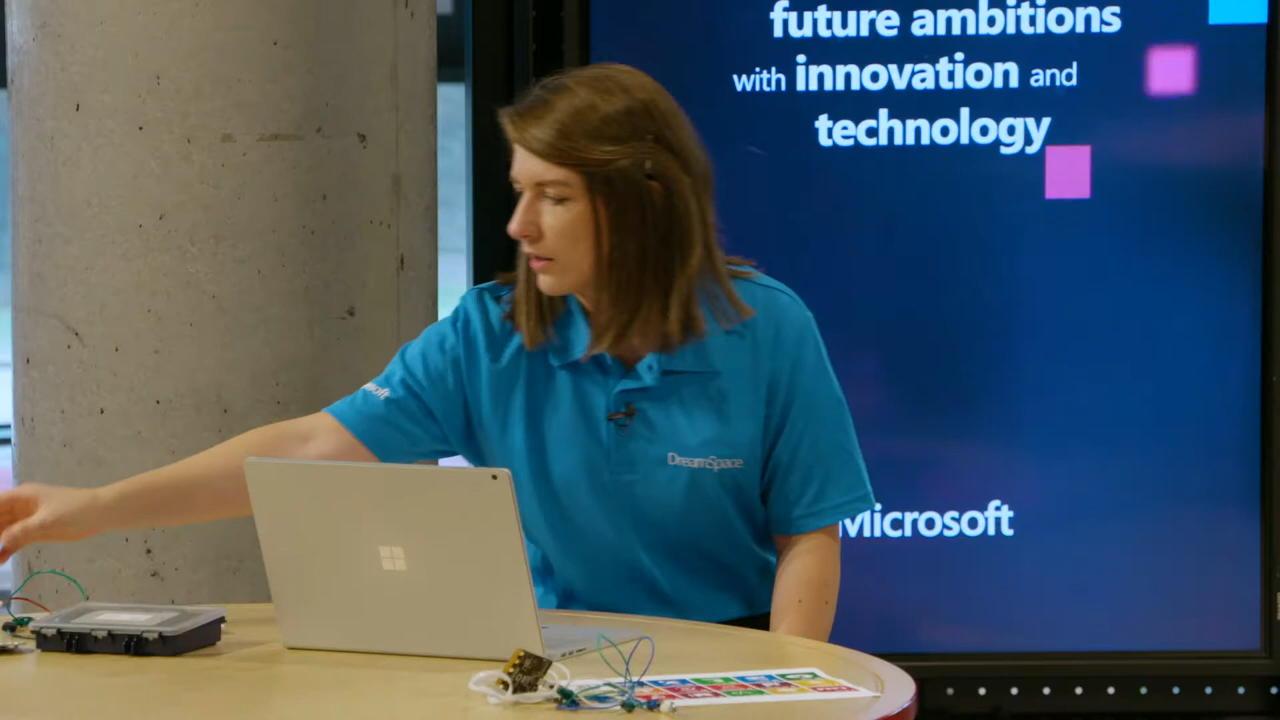 future ambitions
with innovation and
technology
DreamSpace
Microsoft